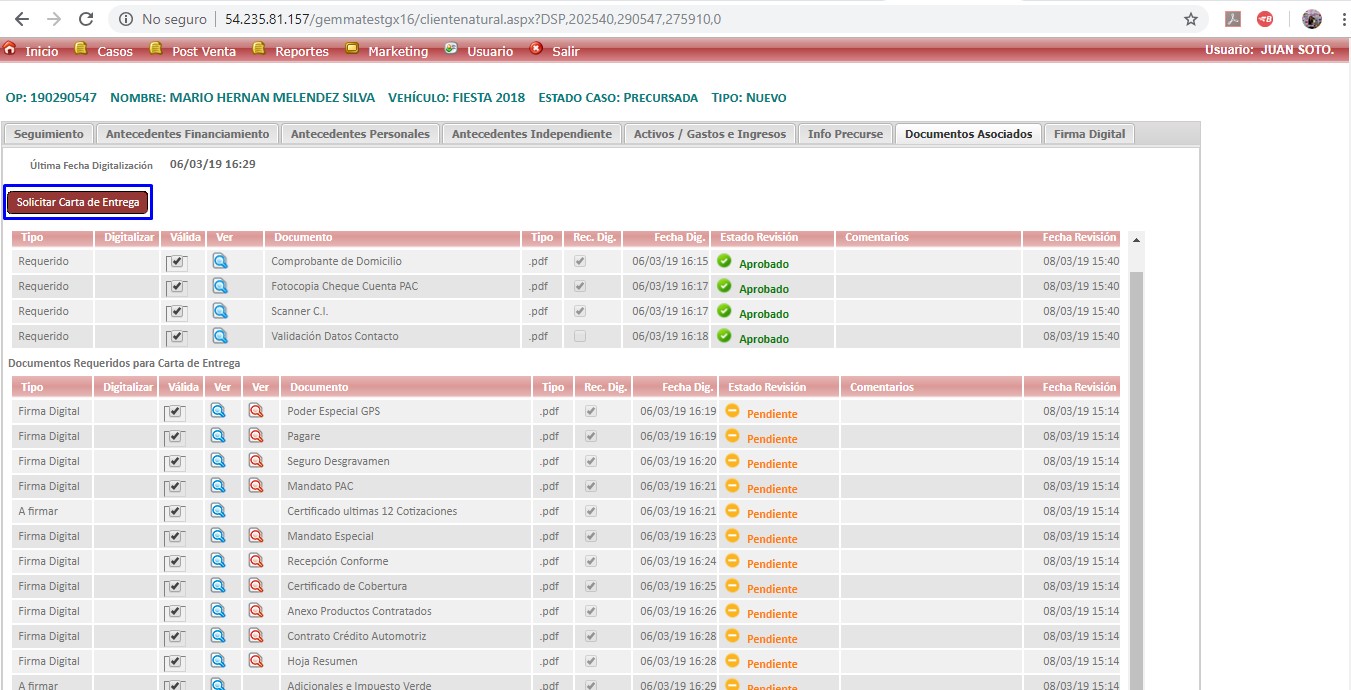 No seguro 54.235.81.157/gemmatestgx16/clientenatural.aspx?DSP,202540,290547,275910,0
Inicio Casos Post Venta Reportes Marketing Usuario Salir Usuario: JUAN SOTO.
OP: 190290547 NOMBRE: MARIO HERNAN MELENDEZ SILVA VEHÍCULO: FIESTA 2018 ESTADO CASO: PRECURSADA TIPO: NUEVO
Seguimiento Antecedentes Financiamiento Antecedentes Personales Antecedentes Independiente Activos / Gastos e Ingresos Info Precurse Documentos Asociados Firma Digital
Última Fecha Digitalización 06/03/19 16:29
Solicitar Carta de Entrega
Tipo Digitalizar Válida Ver Documento Tipo Rec. Dig. Fecha Dig. Estado Revisión Comentarios Fecha Revisión
Requerido Comprobante de Domicilio .pdf 06/03/19 16:15 Aprobado 08/03/19 15:40
Requerido Fotocopia Cheque Cuenta PAC .pdf 06/03/19 16:17 Aprobado 08/03/19 15:40
Requerido Scanner C.I. .pdf 06/03/19 16:17 Aprobado 08/03/19 15:40
Requerido Validación Datos Contacto .pdf 06/03/19 16:18 Aprobado 08/03/19 15:40
Documentos Requeridos para Carta de Entrega
Tipo Digitalizar Válida Ver Ver Documento Tipo Rec. Dig. Fecha Dig. Estado Revisión Comentarios Fecha Revisión
Firma Digital Poder Especial GPS .pdf 06/03/19 16:19 Pendiente 08/03/19 15:14
Firma Digital Pagare .pdf 06/03/19 16:19 Pendiente 08/03/19 15:14
Firma Digital Seguro Desgravamen .pdf 06/03/19 16:20 Pendiente 08/03/19 15:14
Firma Digital Mandato PAC .pdf 06/03/19 16:21 Pendiente 08/03/19 15:14
A firmar Certificado ultimas 12 Cotizaciones .pdf 06/03/19 16:21 Pendiente 08/03/19 15:14
Firma Digital Mandato Especial .pdf 06/03/19 16:23 Pendiente 08/03/19 15:14
Firma Digital Recepción Conforme .pdf 06/03/19 16:24 Pendiente 08/03/19 15:14
Firma Digital Certificado de Cobertura .pdf 06/03/19 16:25 Pendiente 08/03/19 15:14
Firma Digital Anexo Productos Contratados .pdf 06/03/19 16:26 Pendiente 08/03/19 15:14
Firma Digital Contrato Crédito Automotriz .pdf 06/03/19 16:28 Pendiente 08/03/19 15:14
Firma Digital Hoja Resumen .pdf 06/03/19 16:28 Pendiente 08/03/19 15:14
A firmar Adicionales e Impuesto Verde .pdf 06/03/19 16:29 Pendiente 08/03/19 15:14